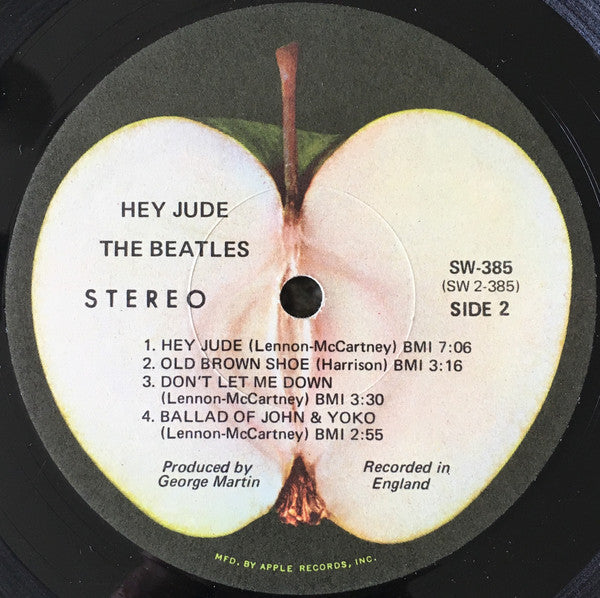 HEY JUDE
THE BEATLES
STEREO
SW-385
(SW 2-385)
SIDE 2
1. HEY JUDE (Lennon-McCartney) BMI 7:06
2. OLD BROWN SHOE (Harrison) BMI 3:16
3. DON'T LET ME DOWN
(Lennon-McCartney) BMI 3:30
4. BALLAD OF JOHN & YOKO
(Lennon-McCartney) BMI 2:55
Produced by
George Martin
Recorded in
England
MFD. BY APPLE RECORDS, INC.